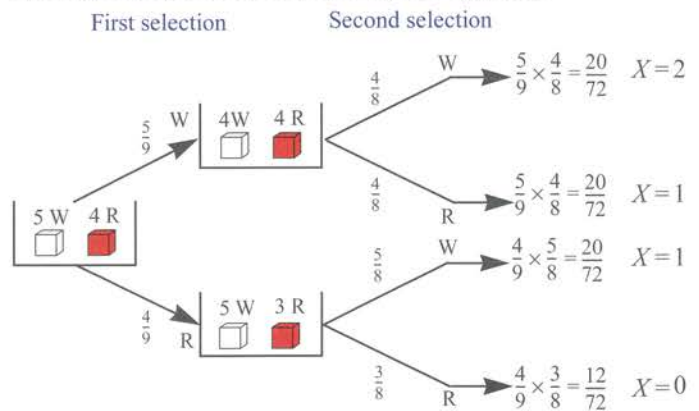 First selection Second selection
W 5/9 × 4/8 = 20/72 X = 2
4/8
W 4W 4 R
5/9
4/8
R 5/9 × 4/8 = 20/72 X = 1
5 W 4 R
W 4/9 × 5/8 = 20/72 X = 1
5/8
4/9 R 5 W 3 R
3/8
R 4/9 × 3/8 = 12/72 X = 0